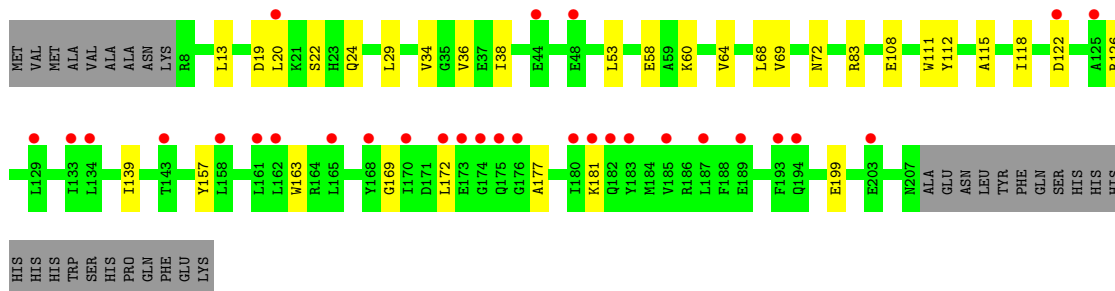 MET VAL MET ALA VAL ALA ALA ASN LYS R8 L13 D19 L20 K21 S22 H23 Q24 L29 V34 G35 V36 E37 I38 E44 E48 L53 E58 A59 K60 V64 L68 V69 N72 R83 E108 W111 Y112 A115 I118 D122 A125
L129 I133 L134 I139 T143 Y157 L158 L161 L162 W163 R164 L165 Y168 G169 I170 D171 L172 E173 G174 Q175 G176 A177 I180 K181 Q182 Y183 M184 V185 R186 L187 F188 E189 F193 Q194 E199 E203 N207 ALA GLU ASN LEU TYR PHE GLN SER HIS HIS HIS
HIS HIS HIS TRP SER HIS PRO GLN PHE GLU LYS